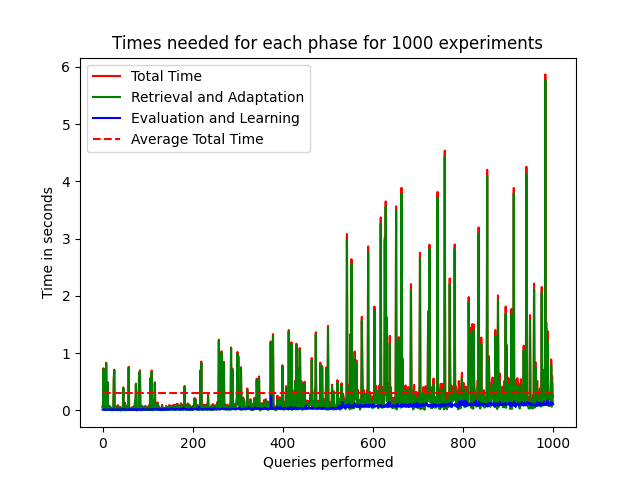 Times needed for each phase for 1000 experiments
Total Time
Retrieval and Adaptation
Evaluation and Learning
Average Total Time
Time in seconds
6
5
4
3
2
1
0
0 200 400 600 800 1000
Queries performed